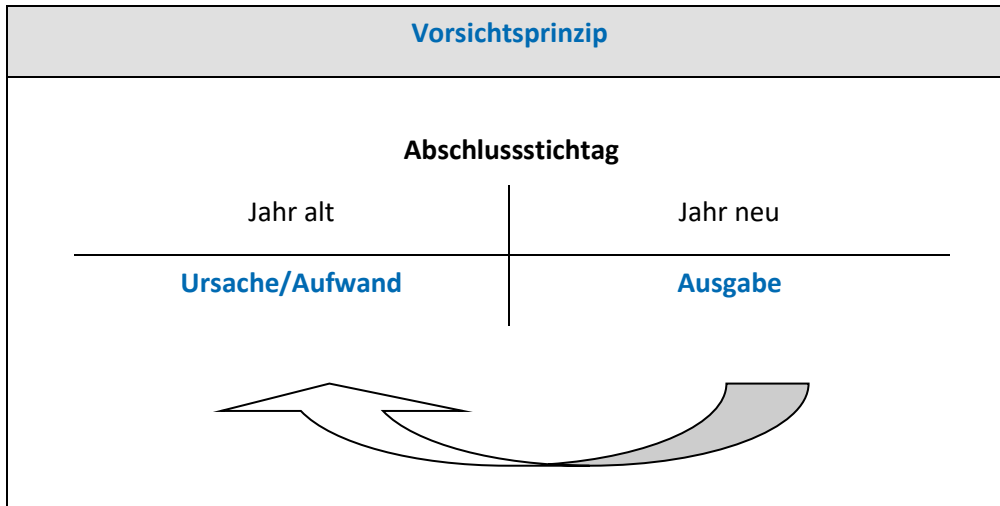 Vorsichtsprinzip
Abschlussstichtag
Jahr alt Jahr neu
Ursache/Aufwand Ausgabe